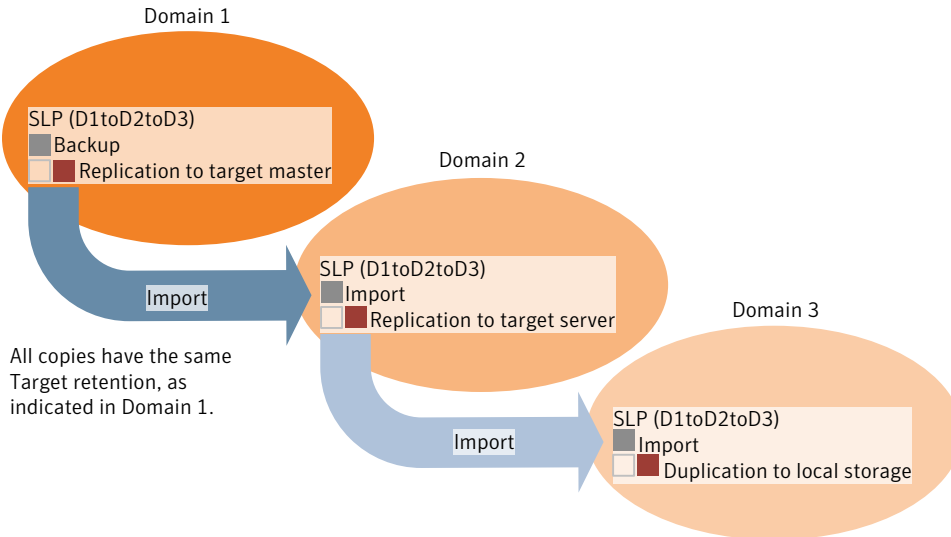 Domain 1
SLP (D1toD2toD3)
Backup
Replication to target master
Import
Domain 2
SLP (D1toD2toD3)
Import
Replication to target server
All copies have the same
Target retention, as
indicated in Domain 1.
Import
Domain 3
SLP (D1toD2toD3)
Import
Duplication to local storage